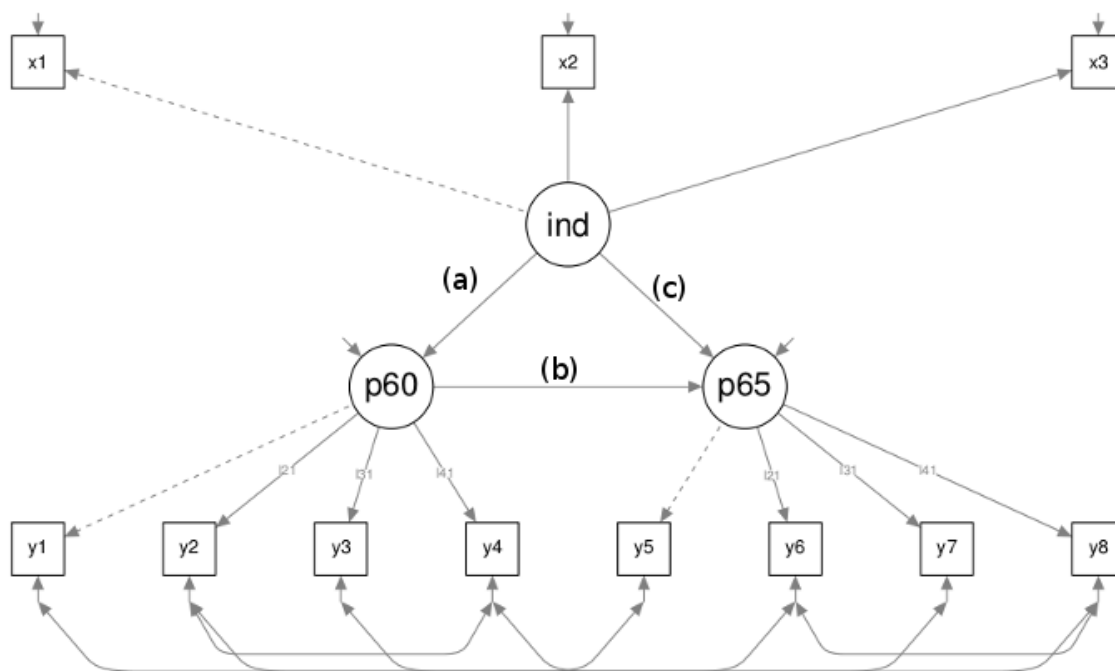 x1 x2 x3
ind
(a) (c)
p60 (b) p65
l21 l31 l41 l21 l31 l41
y1 y2 y3 y4 y5 y6 y7 y8